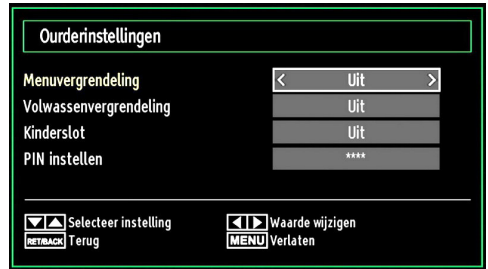 Ourderinstellingen
Menuvergrendeling < Uit >
Volwassenvergrendeling Uit
Kinderslot Uit
PIN instellen ****
▼▲ Selecteer instelling ◀▶ Waarde wijzigen
RET/BACK Terug MENU Verlaten